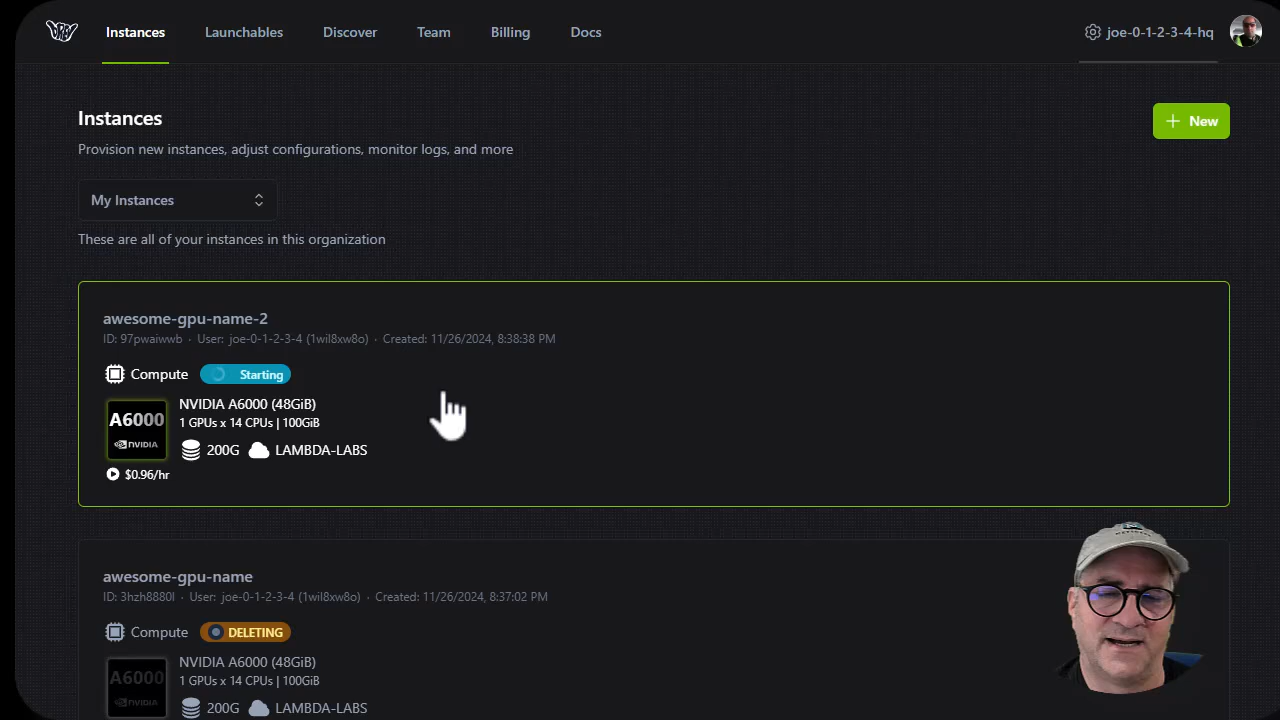 BREV
Instances
Launchables
Discover
Team
Billing
Docs
joe-0-1-2-3-4-hq
Instances
New
Provision new instances, adjust configurations, monitor logs, and more
My Instances
These are all of your instances in this organization
awesome-gpu-name-2
ID: 97pwaiwwb · User: joe-0-1-2-3-4 (1wil8xw8o) · Created: 11/26/2024, 8:38:38 PM
Compute
Starting
A6000
NVIDIA
NVIDIA A6000 (48GiB)
1 GPUs x 14 CPUs | 100GiB
200G
LAMBDA-LABS
$0.96/hr
awesome-gpu-name
ID: 3hzh8880l · User: joe-0-1-2-3-4 (1wil8xw8o) · Created: 11/26/2024, 8:37:02 PM
Compute
DELETING
A6000
NVIDIA
NVIDIA A6000 (48GiB)
1 GPUs x 14 CPUs | 100GiB
200G
LAMBDA-LABS